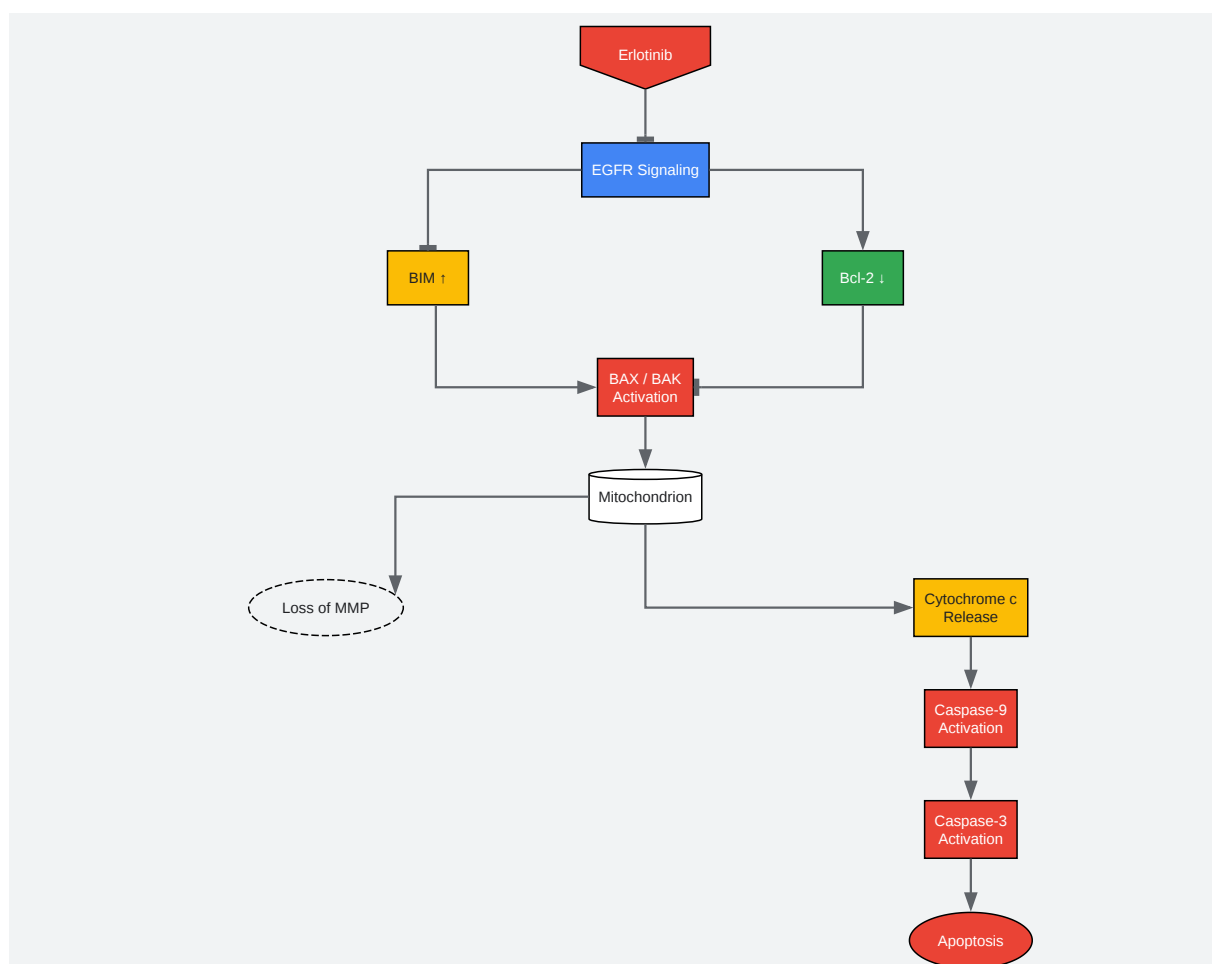 Erlotinib
EGFR Signaling
BIM ↑
Bcl-2 ↓
BAX / BAK
Activation
Mitochondrion
Loss of MMP
Cytochrome c
Release
Caspase-9
Activation
Caspase-3
Activation
Apoptosis